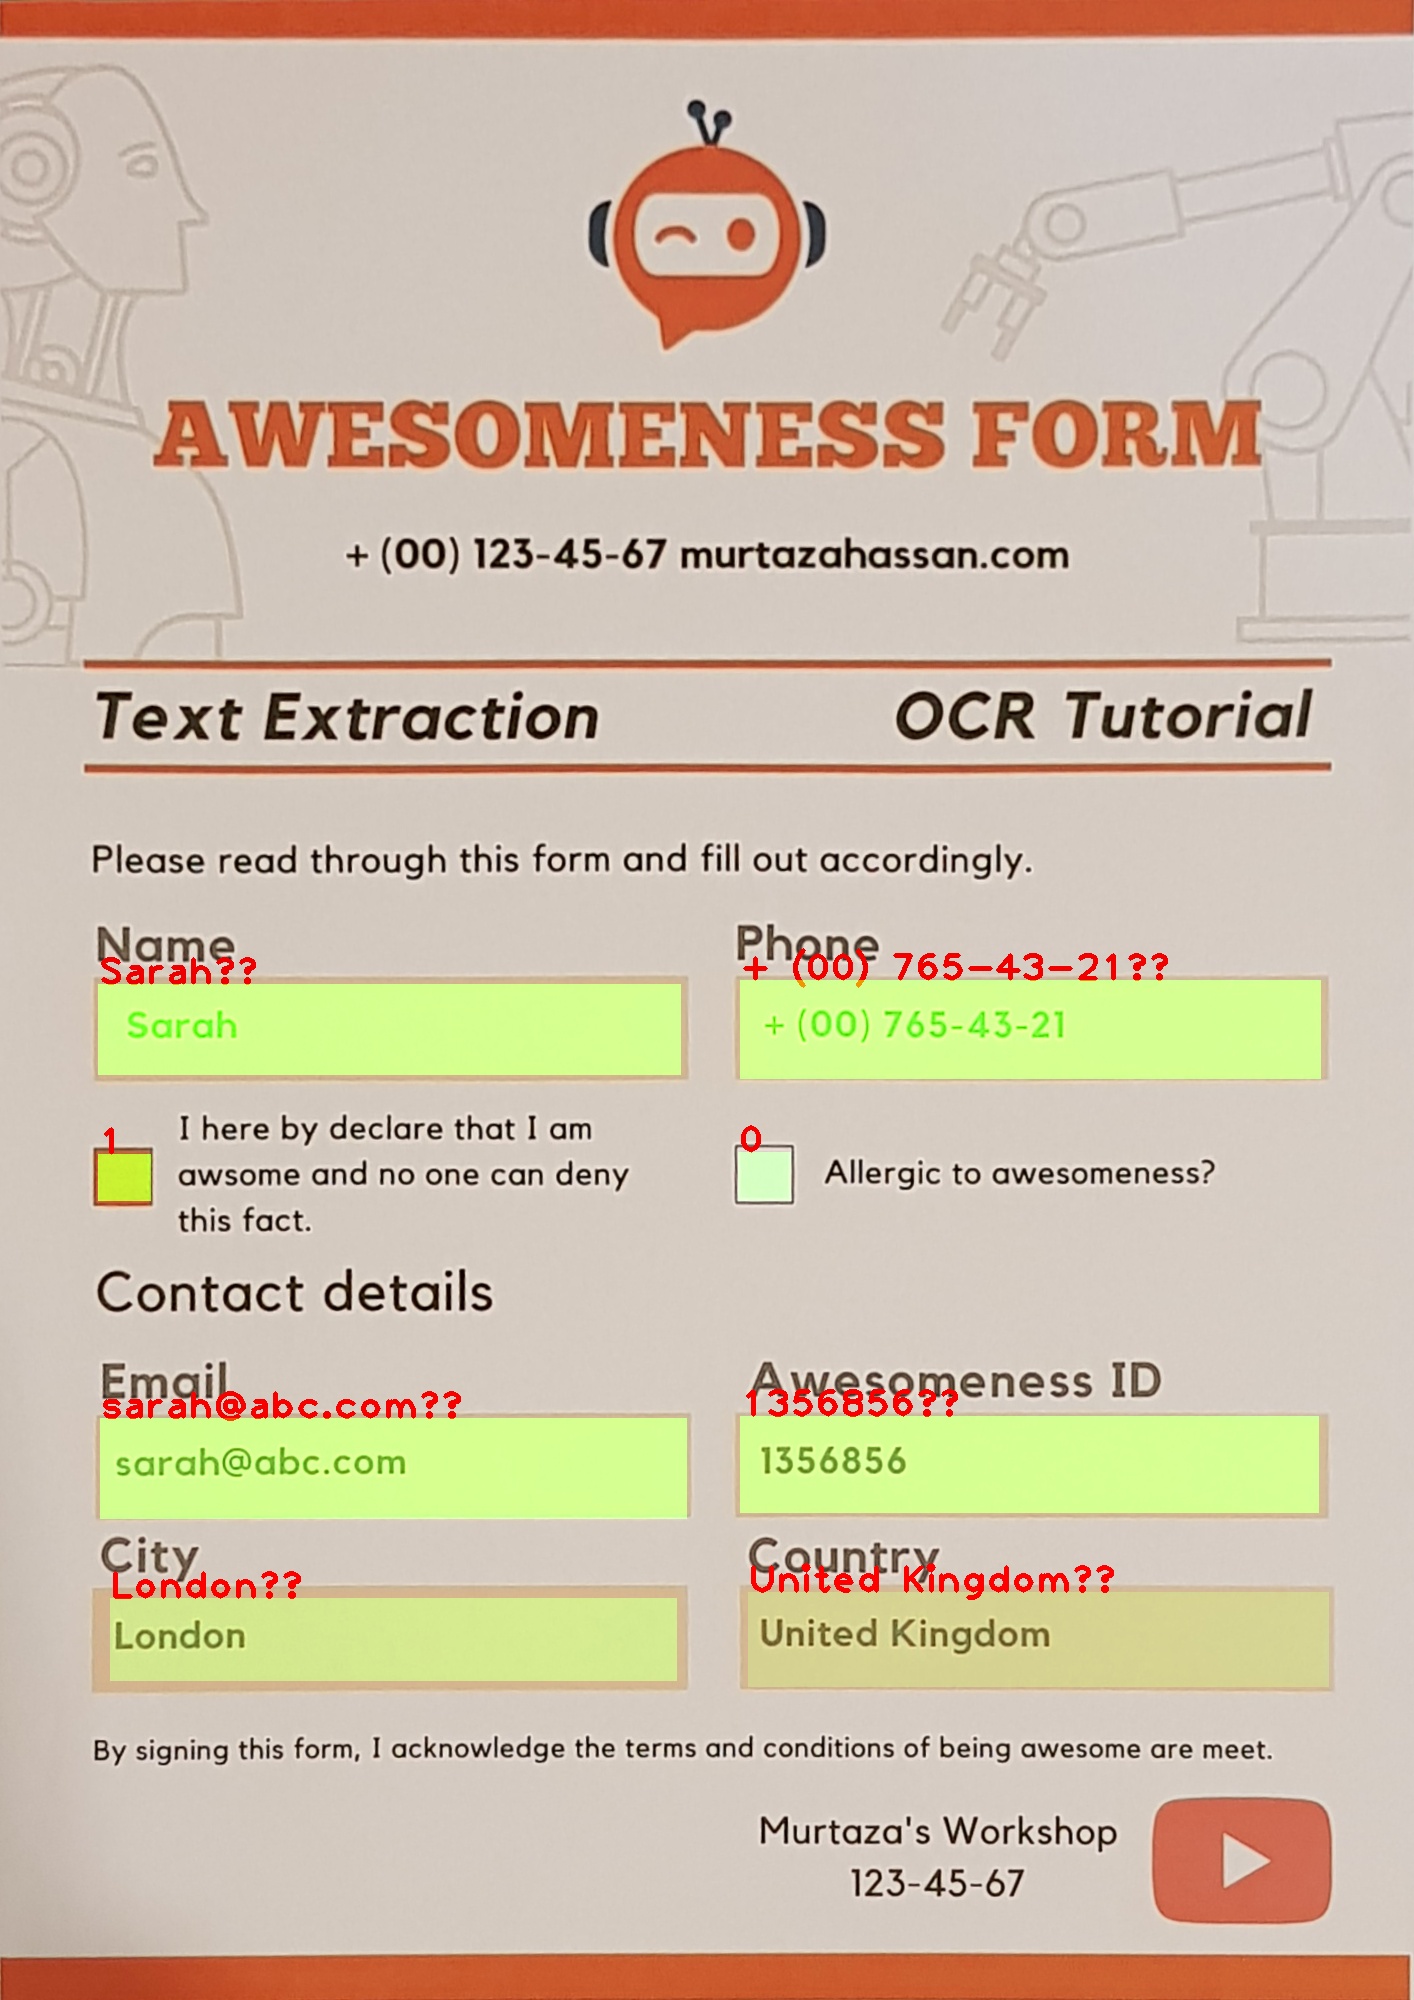 AWESOMENESS FORM
+ (00) 123-45-67 murtazahassan.com
Text Extraction OCR Tutorial
Please read through this form and fill out accordingly.
Name Phone
Sarah?? + (00) 765-43-21??
Sarah + (00) 765-43-21
1 I here by declare that I am
awsome and no one can deny
this fact.
0 Allergic to awesomeness?
Contact details
Email Awesomeness ID
sarah@abc.com?? 1356856??
sarah@abc.com 1356856
City Country
London?? United Kingdom??
London United Kingdom
By signing this form, I acknowledge the terms and conditions of being awesome are meet.
Murtaza's Workshop
123-45-67